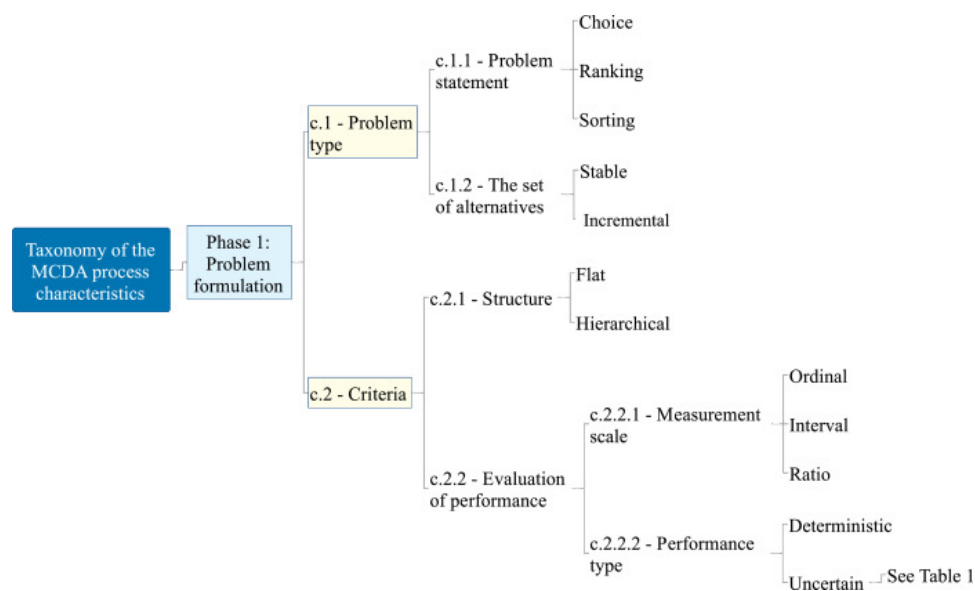 Taxonomy of the
MCDA process
characteristics
Phase 1:
Problem
formulation
c.1 - Problem
type
c.1.1 - Problem
statement
Choice
Ranking
Sorting
c.1.2 - The set
of alternatives
Stable
Incremental
c.2 - Criteria
c.2.1 - Structure
Flat
Hierarchical
c.2.2 - Evaluation
of performance
c.2.2.1 - Measurement
scale
Ordinal
Interval
Ratio
c.2.2.2 - Performance
type
Deterministic
Uncertain
See Table 1